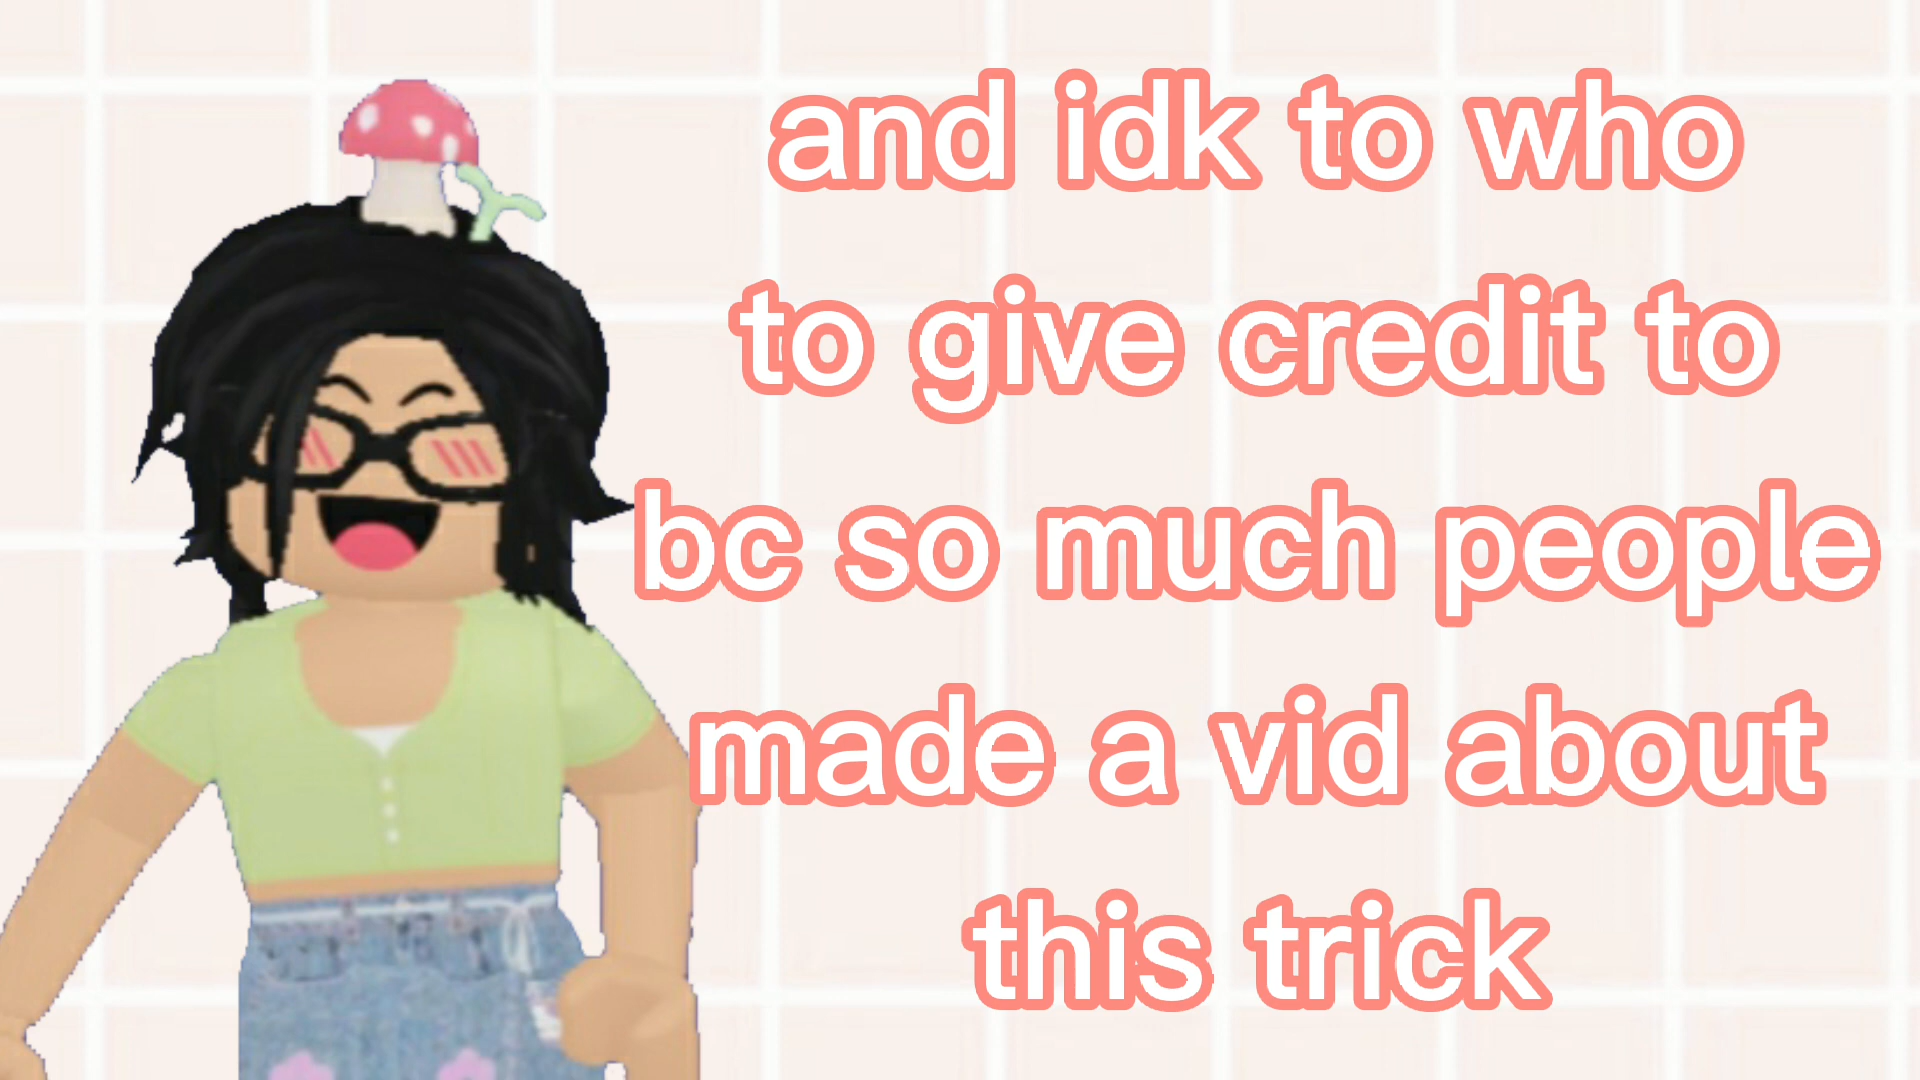 and idk to who
to give credit to
bc so much people
made a vid about
this trick